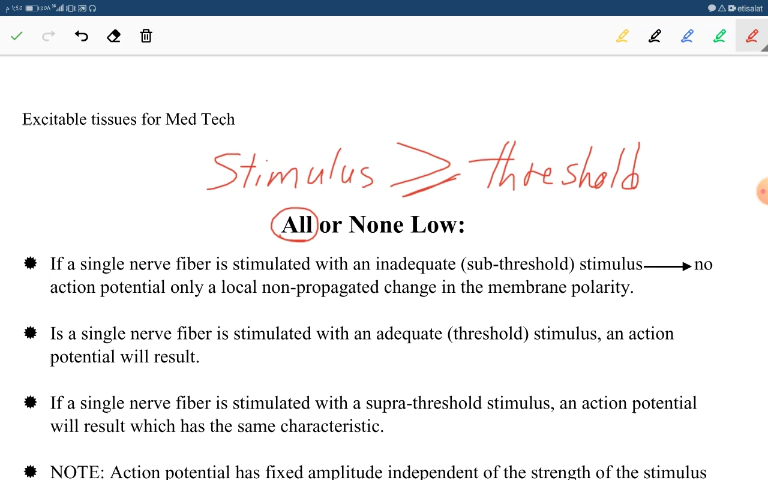 etisalat
Excitable tissues for Med Tech
Stimulus ≥ threshold
All or None Low:
If a single nerve fiber is stimulated with an inadequate (sub-threshold) stimulus→ no
action potential only a local non-propagated change in the membrane polarity.
Is a single nerve fiber is stimulated with an adequate (threshold) stimulus, an action
potential will result.
If a single nerve fiber is stimulated with a supra-threshold stimulus, an action potential
will result which has the same characteristic.
NOTE: Action potential has fixed amplitude independent of the strength of the stimulus